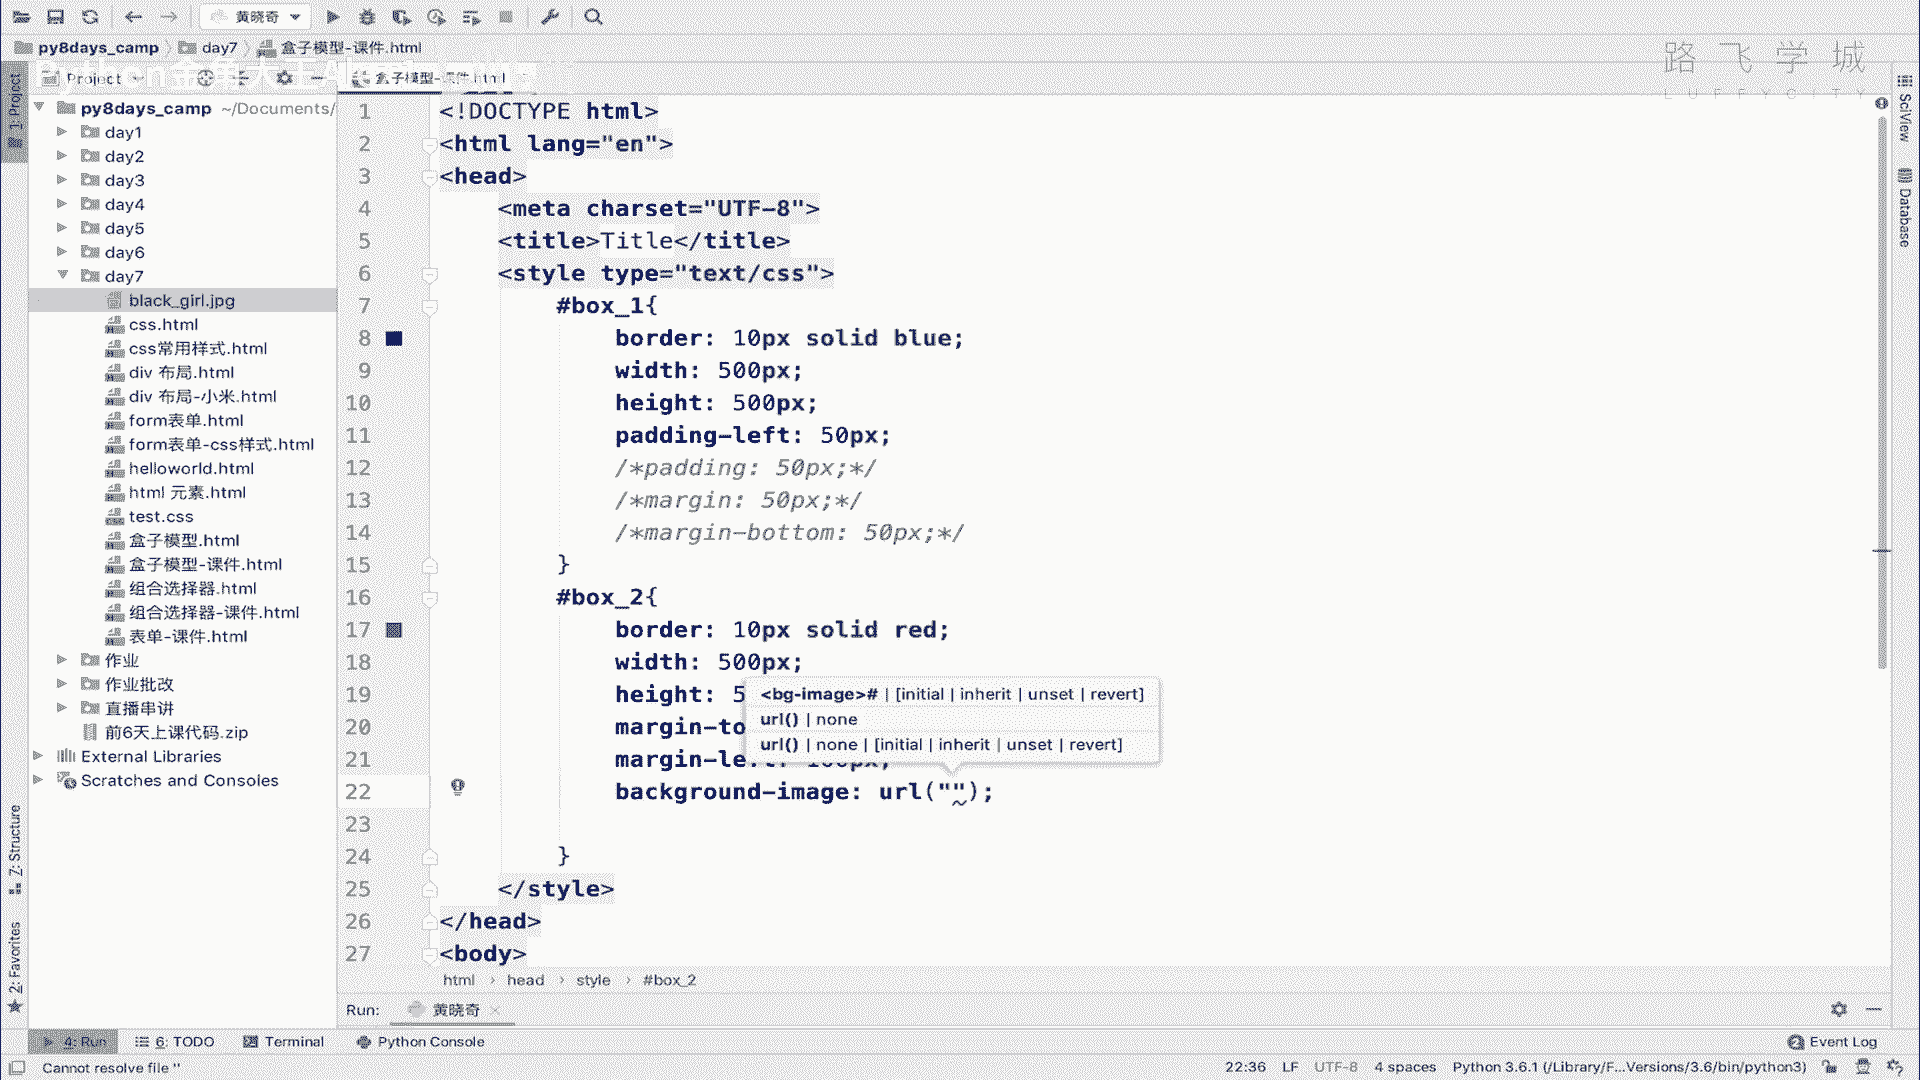 黄晓奇
py8days_camp
day7
盒子模型-课件.html
路飞学城
LUFFYCITY
Project
盒子模型-课件.html
1: Project
py8days_camp ~/Documents/
day1
day2
day3
day4
day5
day6
day7
black_girl.jpg
css.html
css常用样式.html
div 布局.html
div 布局-小米.html
form表单.html
form表单-css样式.html
helloworld.html
html 元素.html
test.css
盒子模型.html
盒子模型-课件.html
组合选择器.html
组合选择器-课件.html
表单-课件.html
作业
作业批改
直播串讲
前6天上课代码.zip
External Libraries
Scratches and Consoles
7: Structure
2: Favorites
1 <!DOCTYPE html>
2 <html lang="en">
3 <head>
4 <meta charset="UTF-8">
5 <title>Title</title>
6 <style type="text/css">
7 #box_1{
8 border: 10px solid blue;
9 width: 500px;
10 height: 500px;
11 padding-left: 50px;
12 /*padding: 50px;*/
13 /*margin: 50px;*/
14 /*margin-bottom: 50px;*/
15 }
16 #box_2{
17 border: 10px solid red;
18 width: 500px;
19 height: 5
20 margin-to
21 margin-left: 100px;
22 background-image: url("");
23
24 }
25 </style>
26 </head>
27 <body>
<bg-image># | [initial | inherit | unset | revert]
url() | none
url() | none | [initial | inherit | unset | revert]
SciView
Database
html › head › style › #box_2
Run: 黄晓奇
4: Run
6: TODO
Terminal
Python Console
Event Log
Cannot resolve file ''
22:36 LF UTF-8 4 spaces Python 3.6.1 (/Library/F...Versions/3.6/bin/python3)